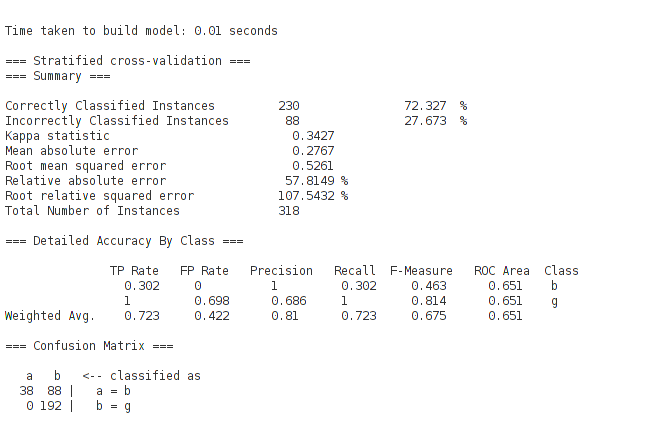 Time taken to build model: 0.01 seconds
=== Stratified cross-validation ===
=== Summary ===
Correctly Classified Instances 230 72.327 %
Incorrectly Classified Instances 88 27.673 %
Kappa statistic 0.3427
Mean absolute error 0.2767
Root mean squared error 0.5261
Relative absolute error 57.8149 %
Root relative squared error 107.5432 %
Total Number of Instances 318
=== Detailed Accuracy By Class ===
TP Rate FP Rate Precision Recall F-Measure ROC Area Class
0.302 0 1 0.302 0.463 0.651 b
1 0.698 0.686 1 0.814 0.651 g
Weighted Avg. 0.723 0.422 0.81 0.723 0.675 0.651
=== Confusion Matrix ===
a b <-- classified as
38 88 | a = b
0 192 | b = g